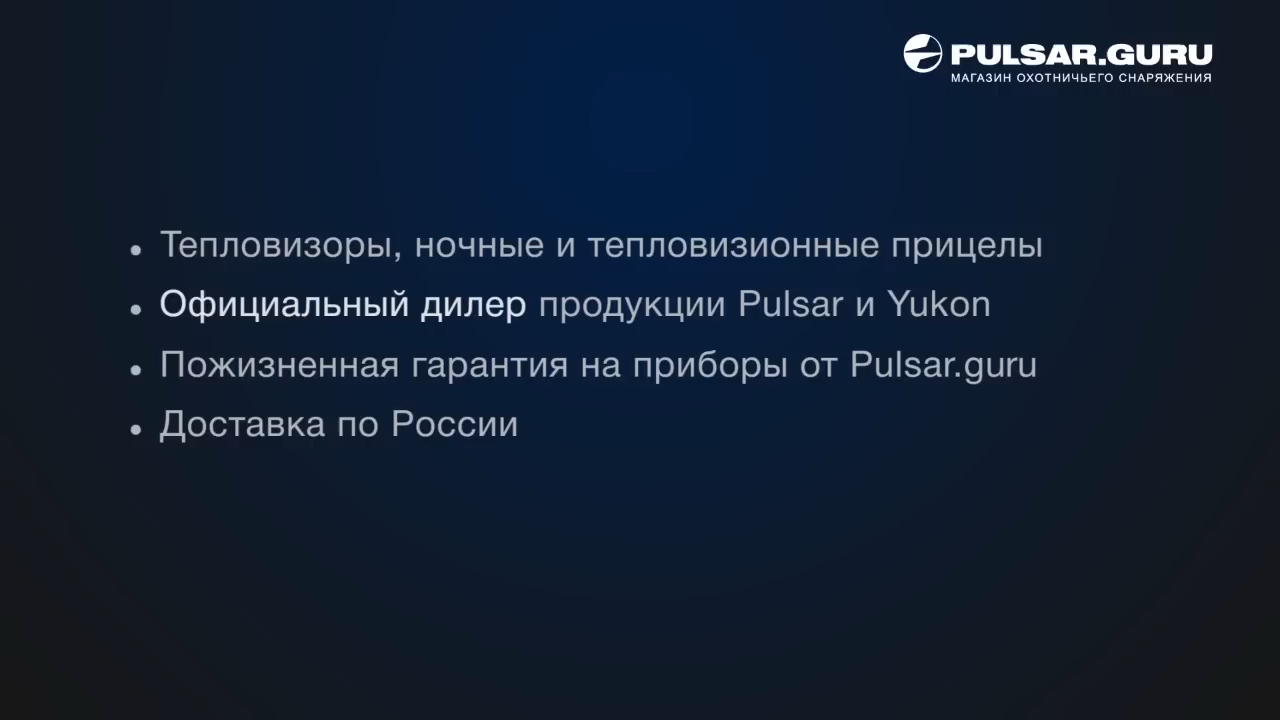 PULSAR.GURU
МАГАЗИН ОХОТНИЧЬЕГО СНАРЯЖЕНИЯ
• Тепловизоры, ночные и тепловизионные прицелы
• Официальный дилер продукции Pulsar и Yukon
• Пожизненная гарантия на приборы от Pulsar.guru
• Доставка по России